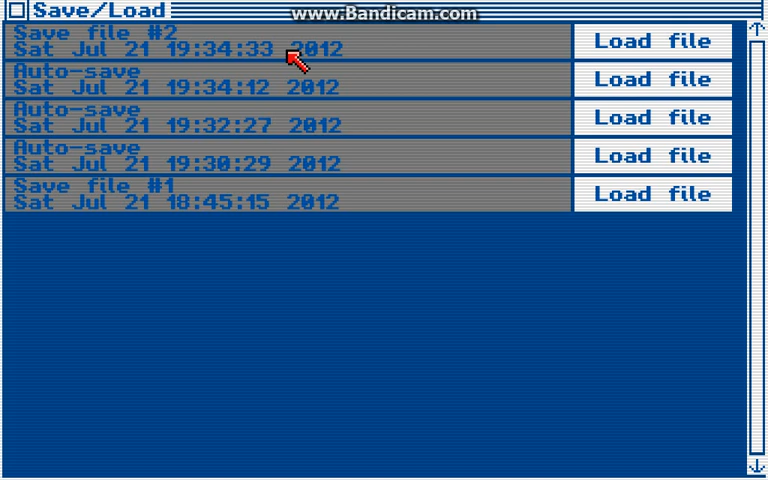 Save/Load
www.Bandicam.com
Save file #2
Sat Jul 21 19:34:33 2012
Load file
Auto-save
Sat Jul 21 19:34:12 2012
Load file
Auto-save
Sat Jul 21 19:32:27 2012
Load file
Auto-save
Sat Jul 21 19:30:29 2012
Load file
Save file #1
Sat Jul 21 18:45:15 2012
Load file